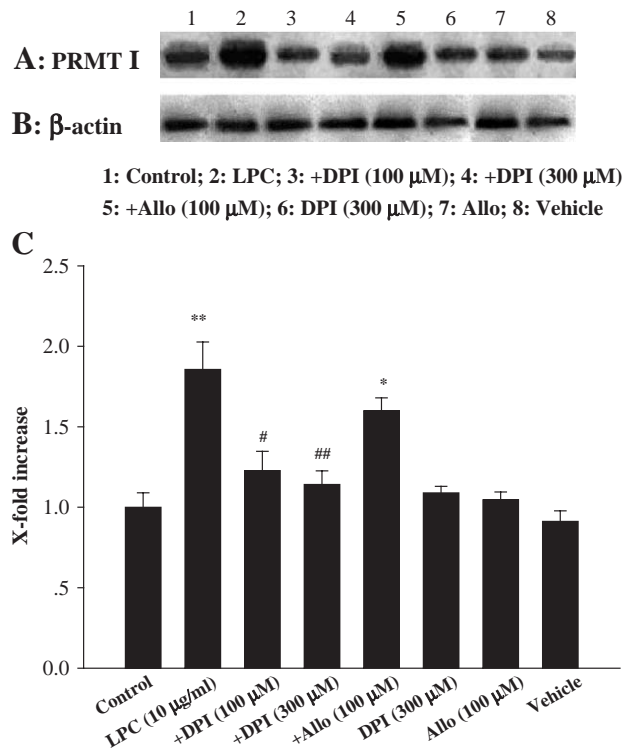 1 2 3 4 5 6 7 8
A: PRMT I
B: β-actin
1: Control; 2: LPC; 3: +DPI (100 μM); 4: +DPI (300 μM)
5: +Allo (100 μM); 6: DPI (300 μM); 7: Allo; 8: Vehicle
C
2.5
2.0
1.5
1.0
.5
0.0
X-fold increase
**
#
##
*
Control
LPC (10 μg/ml)
+DPI (100 μM)
+DPI (300 μM)
+Allo (100 μM)
DPI (300 μM)
Allo (100 μM)
Vehicle